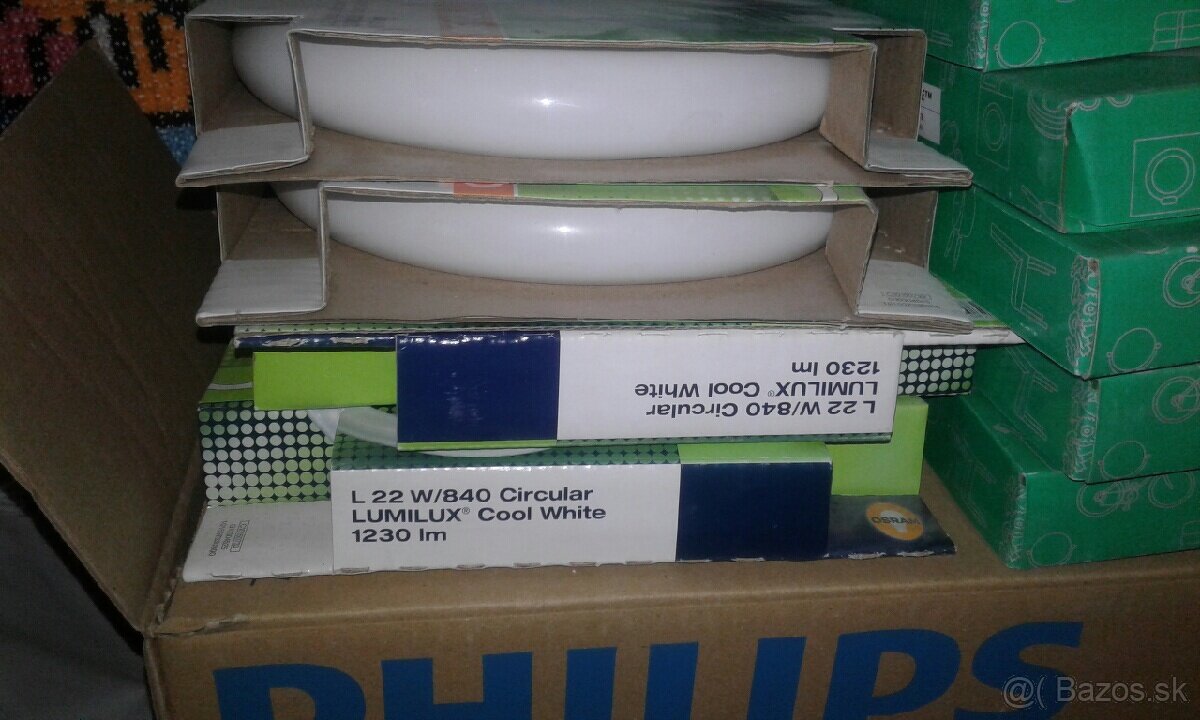 1230 lm
LUMILUX® Cool White
L 22 W/840 Circular
L 22 W/840 Circular
LUMILUX® Cool White
1230 lm
OSRAM
PHILIPS
@( Bazos.sk